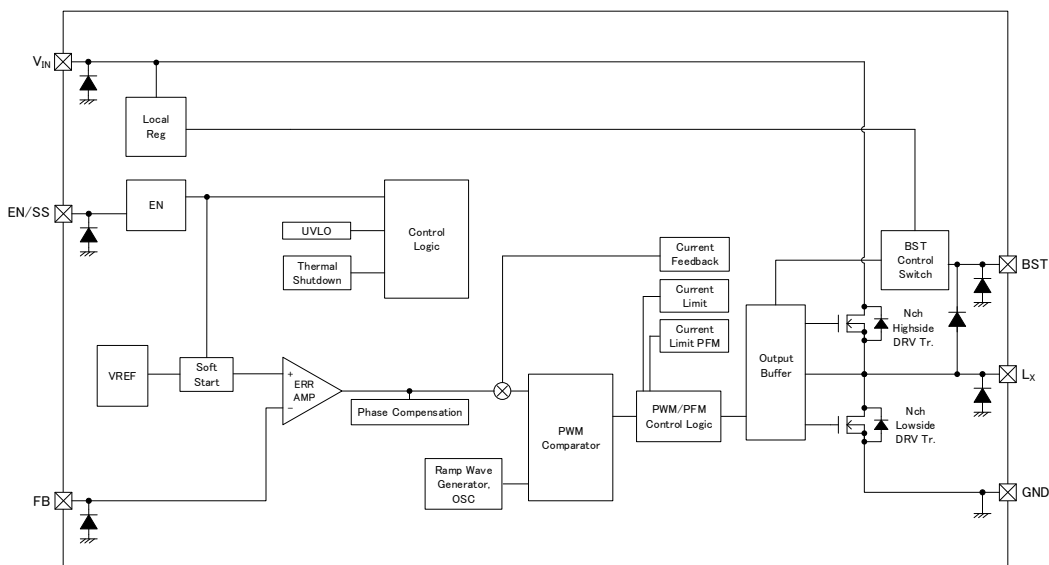 VIN
Local
Reg
EN/SS
EN
UVLO
Thermal
Shutdown
Control
Logic
Current
Feedback
Current
Limit
Current
Limit PFM
BST
Control
Switch
BST
Nch
Highside
DRV Tr.
VREF
Soft
Start
+
−
ERR
AMP
Phase Compensation
PWM
Comparator
PWM/PFM
Control Logic
Output
Buffer
LX
Nch
Lowside
DRV Tr.
Ramp Wave
Generator,
OSC
FB
GND